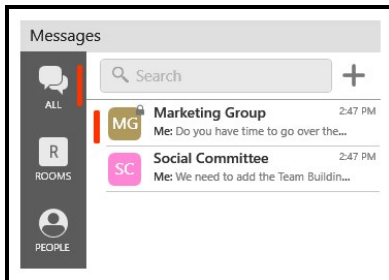 Messages
ALL
R
ROOMS
PEOPLE
Search
MG
Marketing Group 2:47 PM
Me: Do you have time to go over the...
SC
Social Committee 2:47 PM
Me: We need to add the Team Buildin...